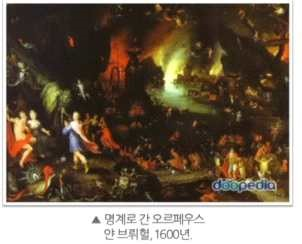 doopedia
▲ 명계로 간 오르페우스
얀 브뤼헐, 1600년.